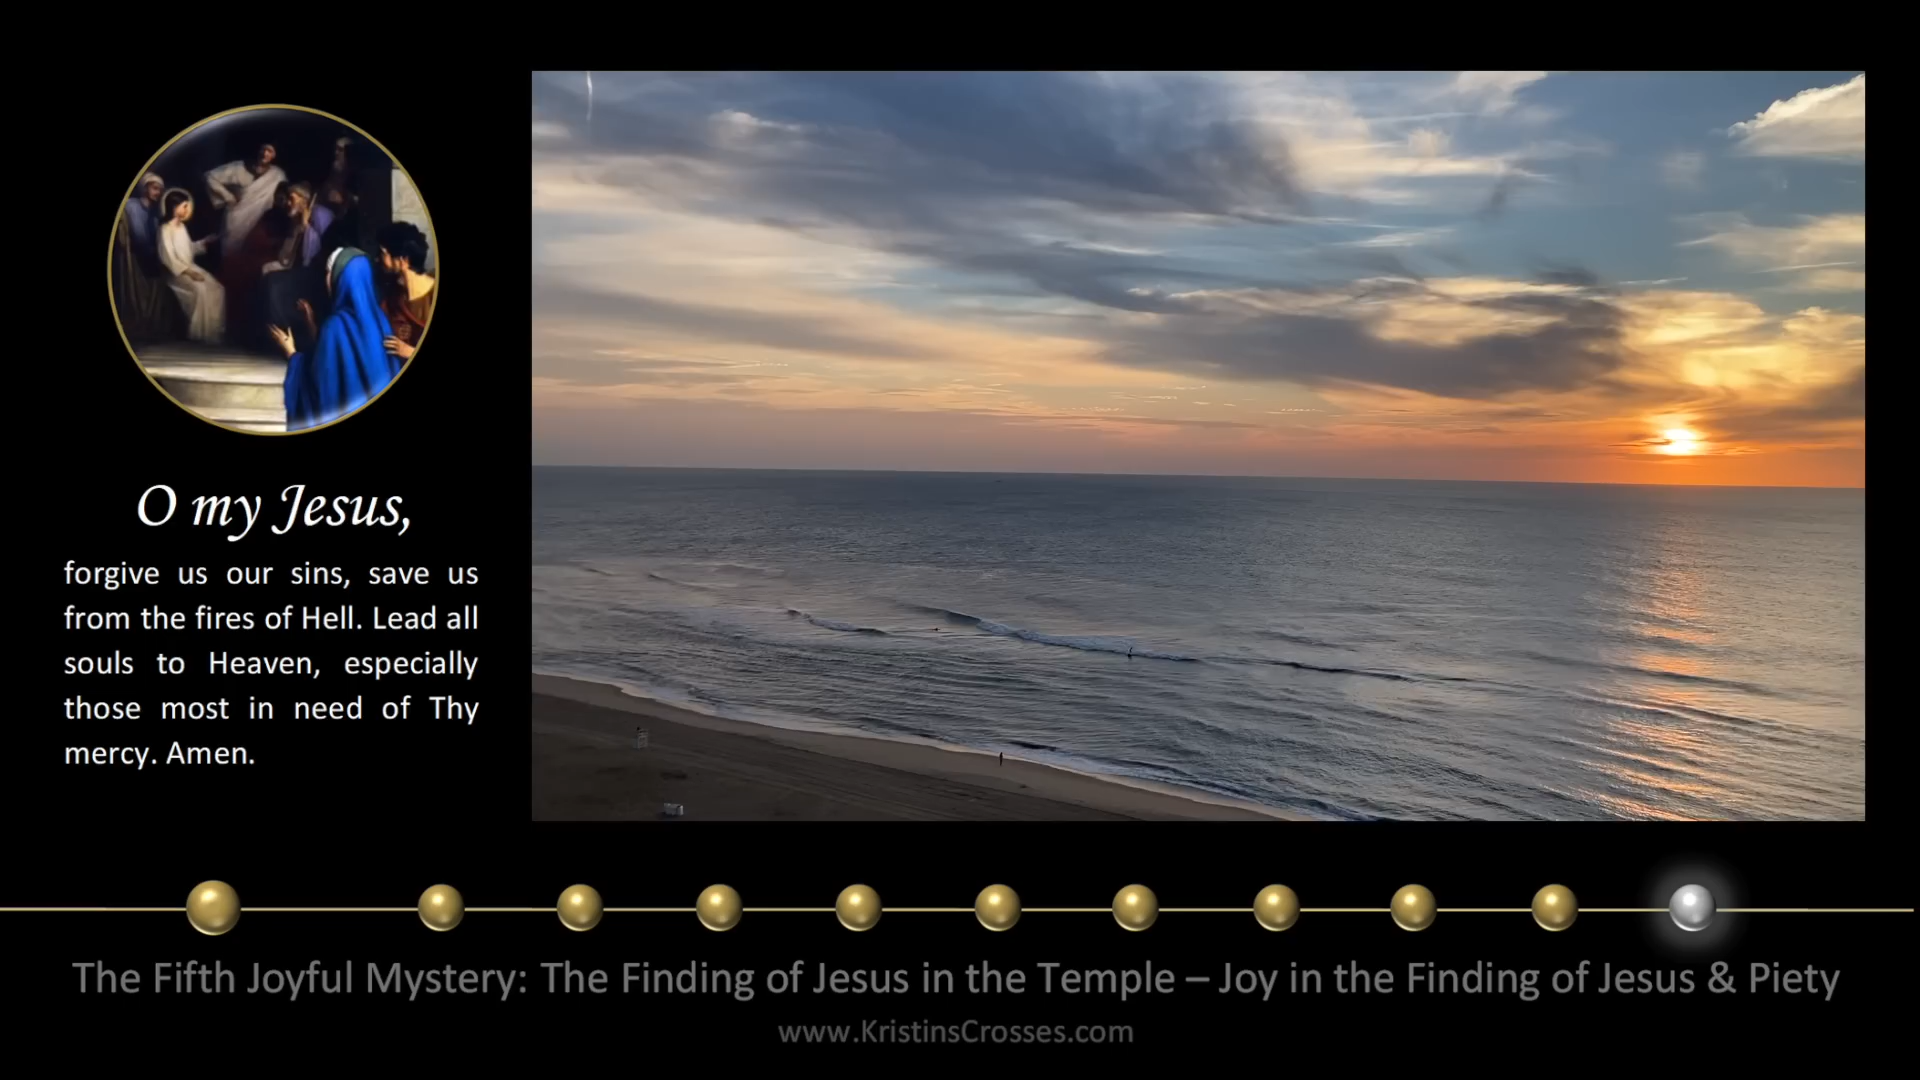 O my Jesus,
forgive us our sins, save us
from the fires of Hell. Lead all
souls to Heaven, especially
those most in need of Thy
mercy. Amen.
The Fifth Joyful Mystery: The Finding of Jesus in the Temple – Joy in the Finding of Jesus & Piety
www.KristinsCrosses.com